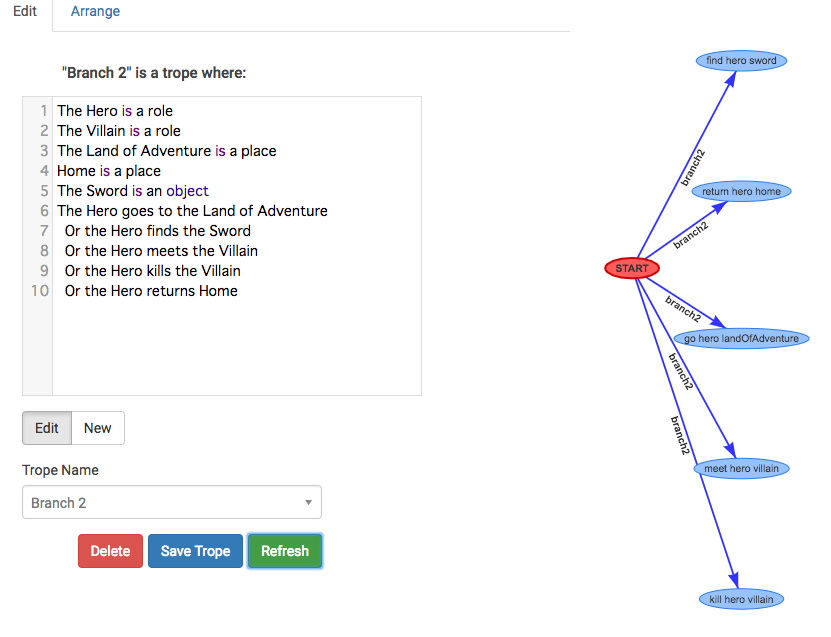 Edit Arrange
"Branch 2" is a trope where:
1 The Hero is a role
2 The Villain is a role
3 The Land of Adventure is a place
4 Home is a place
5 The Sword is an object
6 The Hero goes to the Land of Adventure
7 Or the Hero finds the Sword
8 Or the Hero meets the Villain
9 Or the Hero kills the Villain
10 Or the Hero returns Home
Edit New
Trope Name
Branch 2
Delete Save Trope Refresh
find hero sword
branch2
return hero home
branch2
START
branch2
go hero landOfAdventure
branch2
branch2
meet hero villain
kill hero villain